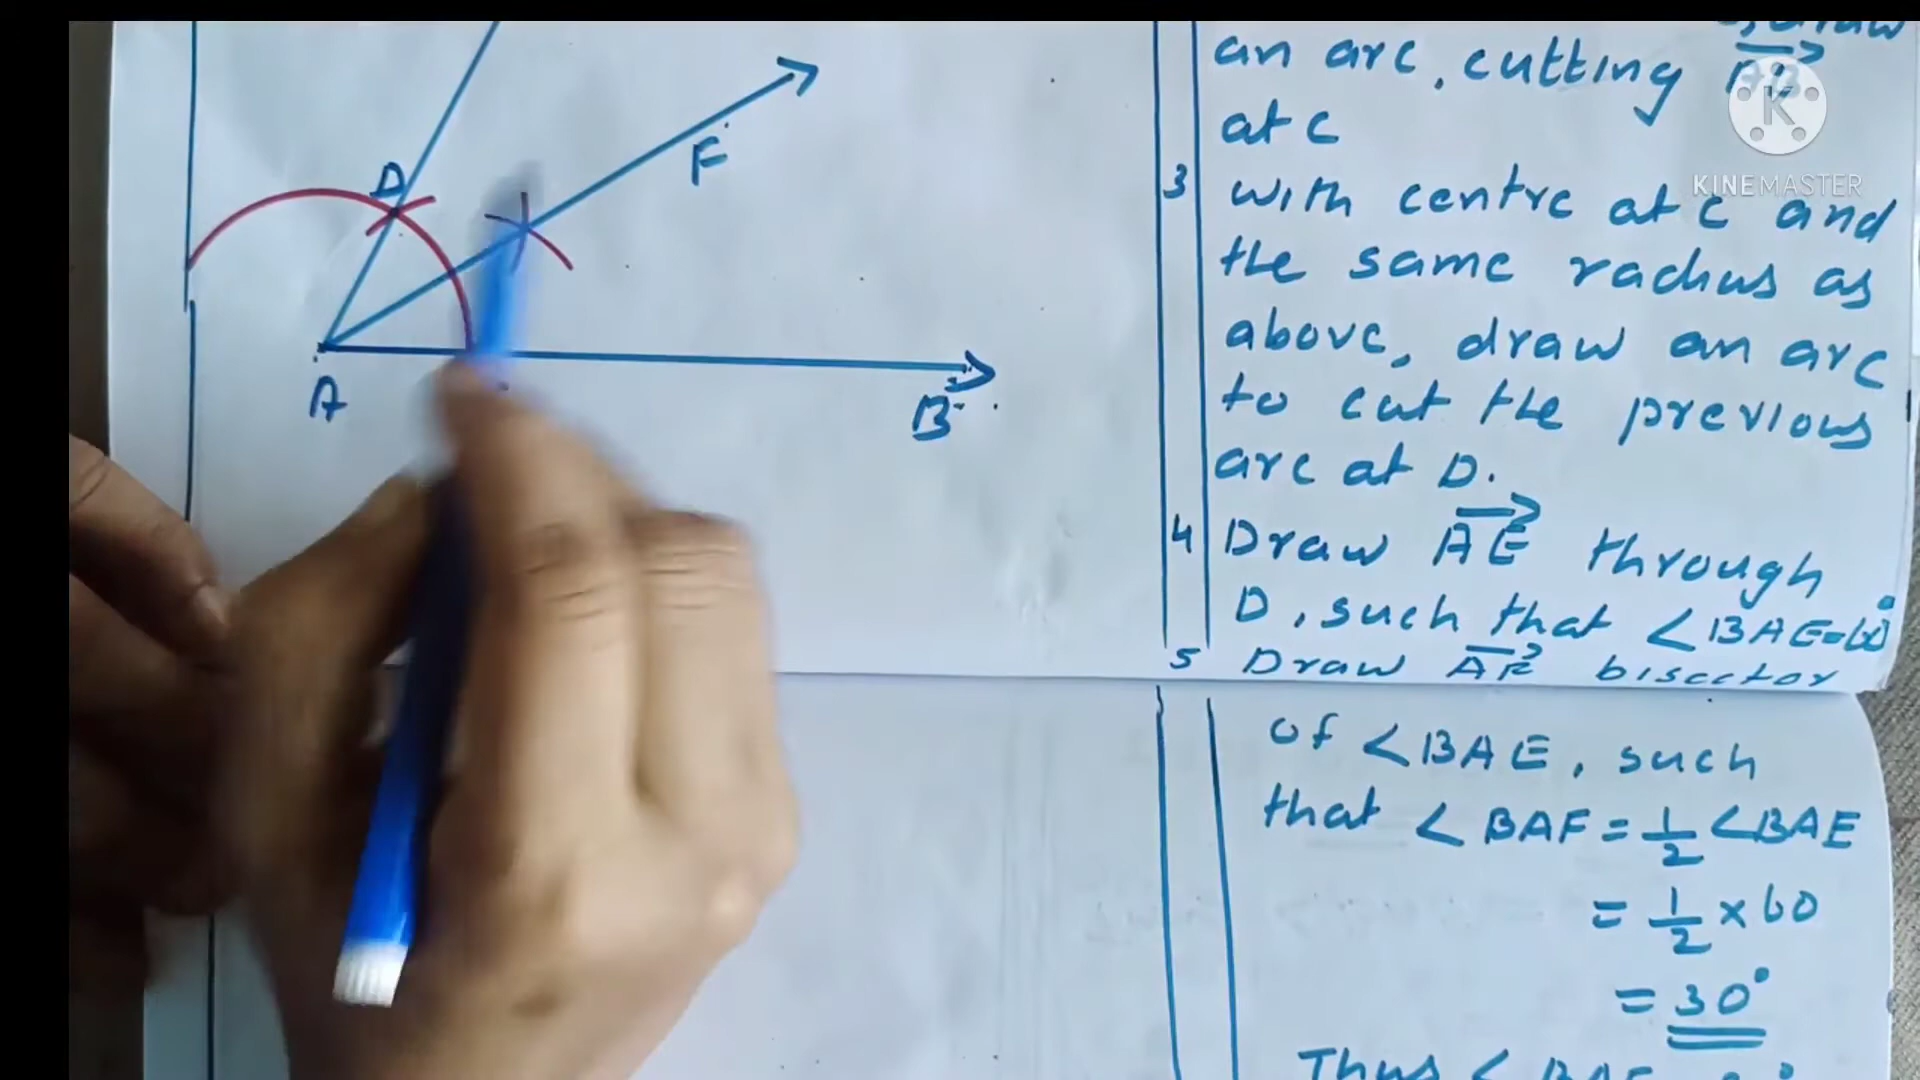 D
F
A
B
an arc, cutting AB
at C
3 with centre at C and
the same radius as
above, draw an arc
to cut the previous
arc at D.
4 Draw AE through
D, such that ∠BAE=60°
5 Draw AF bisector
of ∠BAE, such
that ∠BAF = 1/2 ∠BAE
= 1/2 × 60
= 30°
Thus ∠BAF
K
KINEMASTER